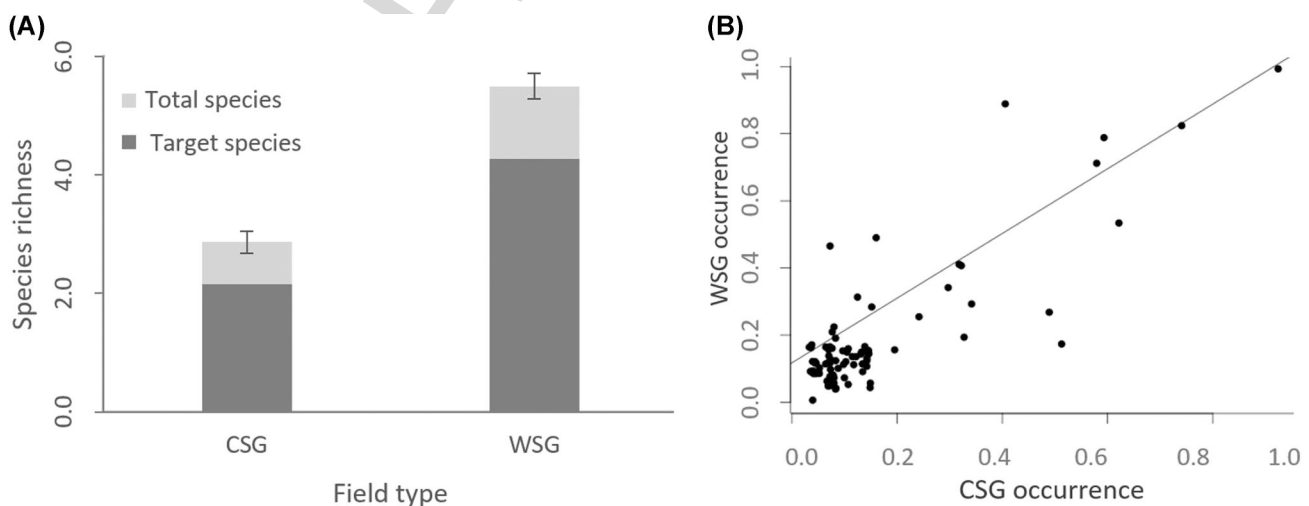 (A)
6.0
4.0
2.0
0.0
Species richness
Total species
Target species
CSG
WSG
Field type
(B)
1.0
0.8
0.6
0.4
0.2
0.0
WSG occurrence
0.0 0.2 0.4 0.6 0.8 1.0
CSG occurrence